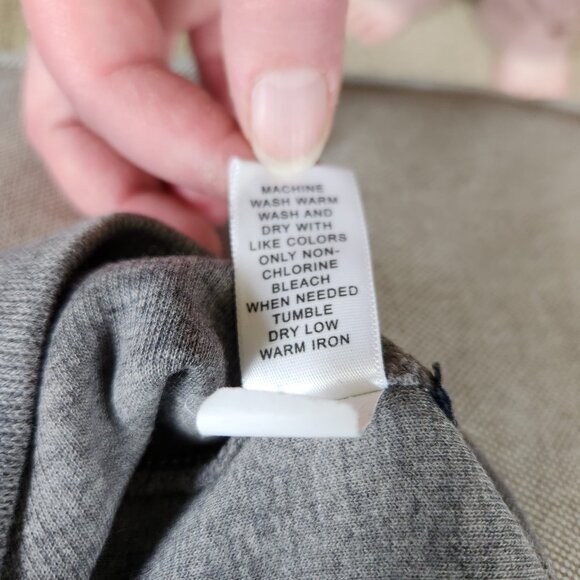 MACHINE
WASH WARM
WASH AND
DRY WITH
LIKE COLORS
ONLY NON-
CHLORINE
BLEACH
WHEN NEEDED
TUMBLE
DRY LOW
WARM IRON